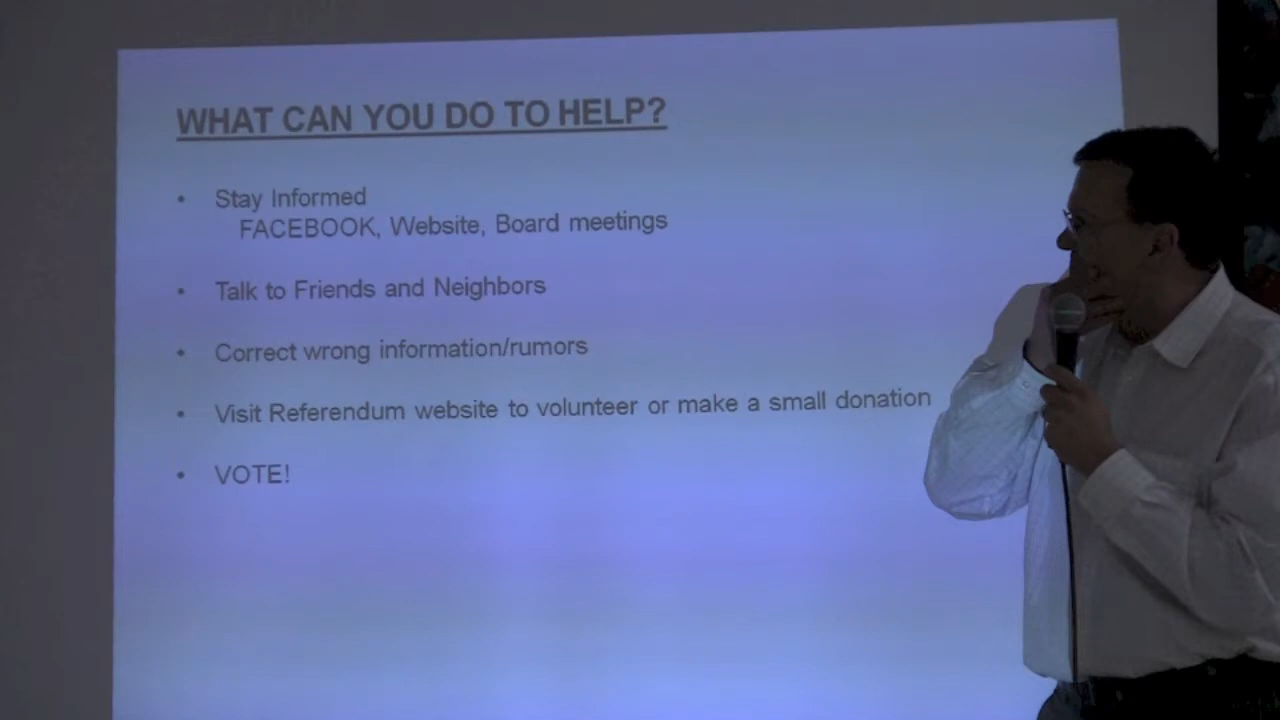 WHAT CAN YOU DO TO HELP?
• Stay Informed
FACEBOOK, Website, Board meetings
• Talk to Friends and Neighbors
• Correct wrong information/rumors
• Visit Referendum website to volunteer or make a small donation
• VOTE!